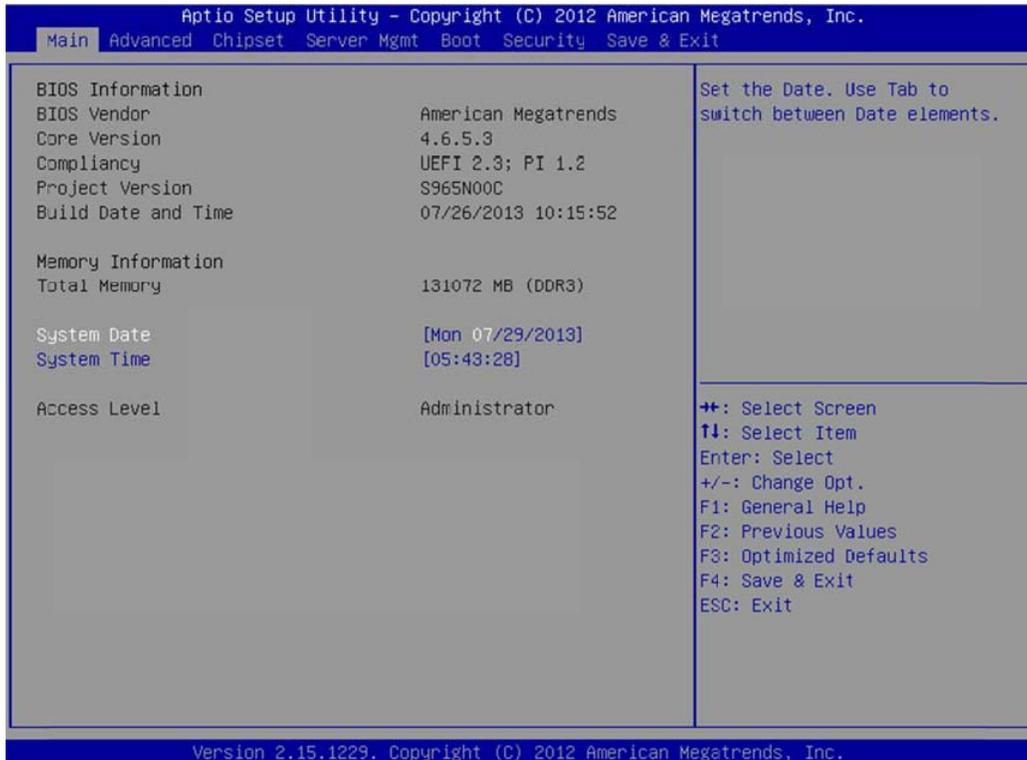 Aptio Setup Utility - Copyright (C) 2012 American Megatrends, Inc.
Main Advanced Chipset Server Mgmt Boot Security Save & Exit
BIOS Information
BIOS Vendor American Megatrends
Core Version 4.6.5.3
Compliancy UEFI 2.3; PI 1.2
Project Version S965N00C
Build Date and Time 07/26/2013 10:15:52
Memory Information
Total Memory 131072 MB (DDR3)
System Date [Mon 07/29/2013]
System Time [05:43:28]
Access Level Administrator
Set the Date. Use Tab to
switch between Date elements.
→←: Select Screen
↑↓: Select Item
Enter: Select
+/-: Change Opt.
F1: General Help
F2: Previous Values
F3: Optimized Defaults
F4: Save & Exit
ESC: Exit
Version 2.15.1229. Copyright (C) 2012 American Megatrends, Inc.